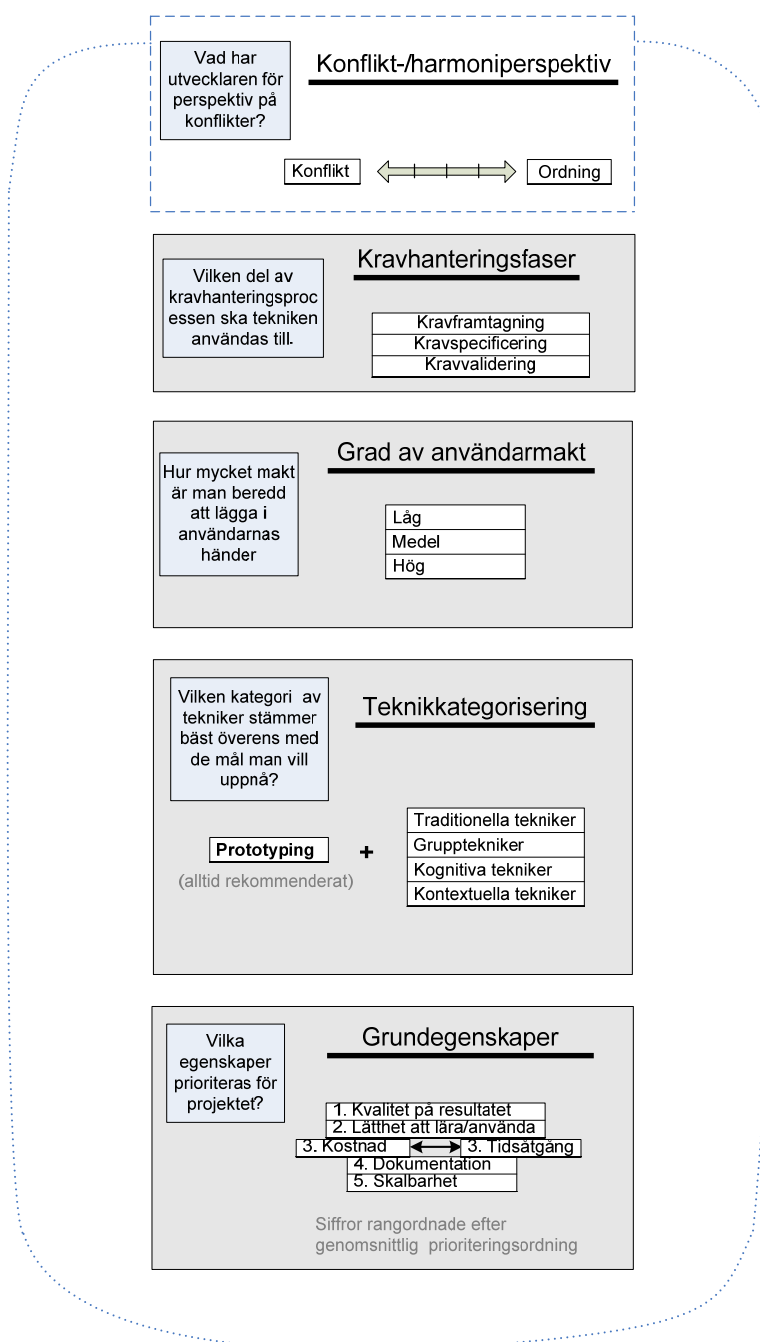 Vad har
utvecklaren för
perspektiv på
konflikter?
Konflikt-/harmoniperspektiv
Konflikt
Ordning
Vilken del av
kravhanteringsproc
essen ska tekniken
användas till.
Kravhanteringsfaser
Kravframtagning
Kravspecificering
Kravvalidering
Hur mycket makt
är man beredd
att lägga i
användarnas
händer
Grad av användarmakt
Låg
Medel
Hög
Vilken kategori av
tekniker stämmer
bäst överens med
de mål man vill
uppnå?
Teknikkategorisering
Prototyping
(alltid rekommenderat)
+
Traditionella tekniker
Grupptekniker
Kognitiva tekniker
Kontextuella tekniker
Vilka
egenskaper
prioriteras för
projektet?
Grundegenskaper
1. Kvalitet på resultatet
2. Lätthet att lära/använda
3. Kostnad
3. Tidsåtgång
4. Dokumentation
5. Skalbarhet
Siffror rangordnade efter
genomsnittlig prioriteringsordning